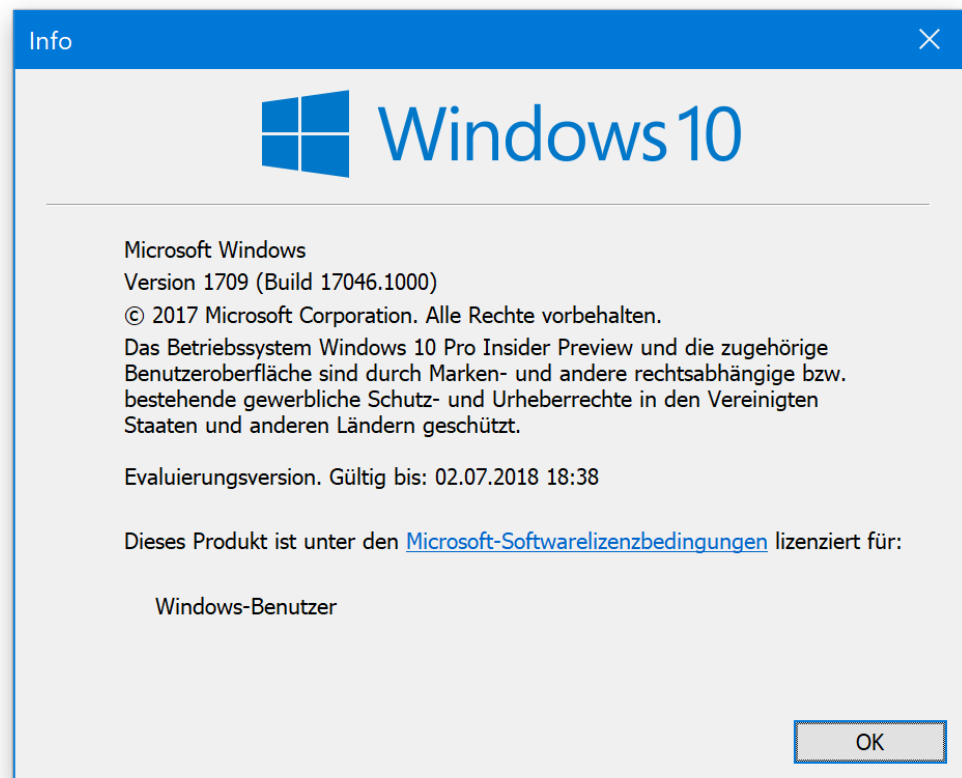 Info
Windows 10
Microsoft Windows
Version 1709 (Build 17046.1000)
© 2017 Microsoft Corporation. Alle Rechte vorbehalten.
Das Betriebssystem Windows 10 Pro Insider Preview und die zugehörige
Benutzeroberfläche sind durch Marken- und andere rechtsabhängige bzw.
bestehende gewerbliche Schutz- und Urheberrechte in den Vereinigten
Staaten und anderen Ländern geschützt.
Evaluierungsversion. Gültig bis: 02.07.2018 18:38
Dieses Produkt ist unter den Microsoft-Softwarelizenzbedingungen lizenziert für:
Windows-Benutzer
OK